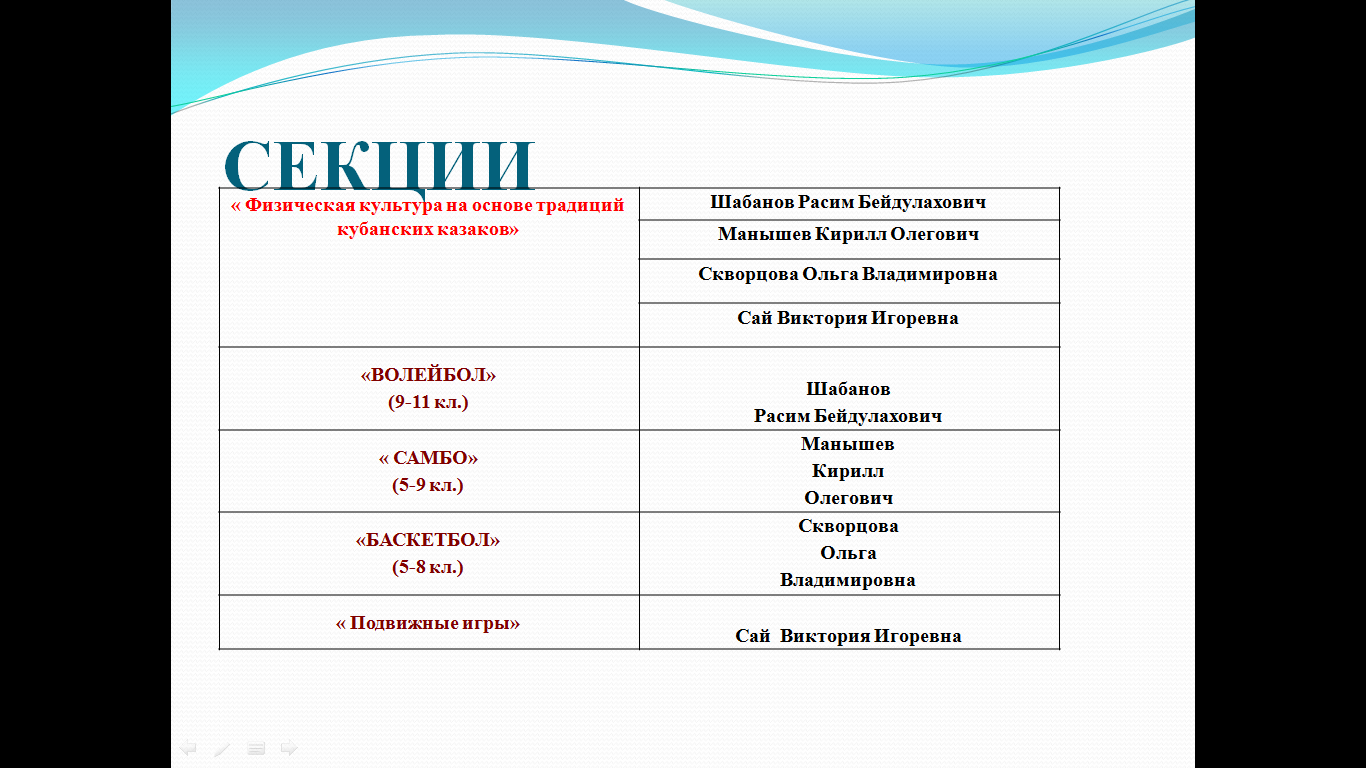 СЕКЦИИ
« Физическая культура на основе традиций
кубанских казаков»
Шабанов Расим Бейдулахович
Манышев Кирилл Олегович
Скворцова Ольга Владимировна
Сай Виктория Игоревна
«ВОЛЕЙБОЛ»
(9-11 кл.)
Шабанов
Расим Бейдулахович
« САМБО»
(5-9 кл.)
Манышев
Кирилл
Олегович
«БАСКЕТБОЛ»
(5-8 кл.)
Скворцова
Ольга
Владимировна
« Подвижные игры»
Сай  Виктория Игоревна